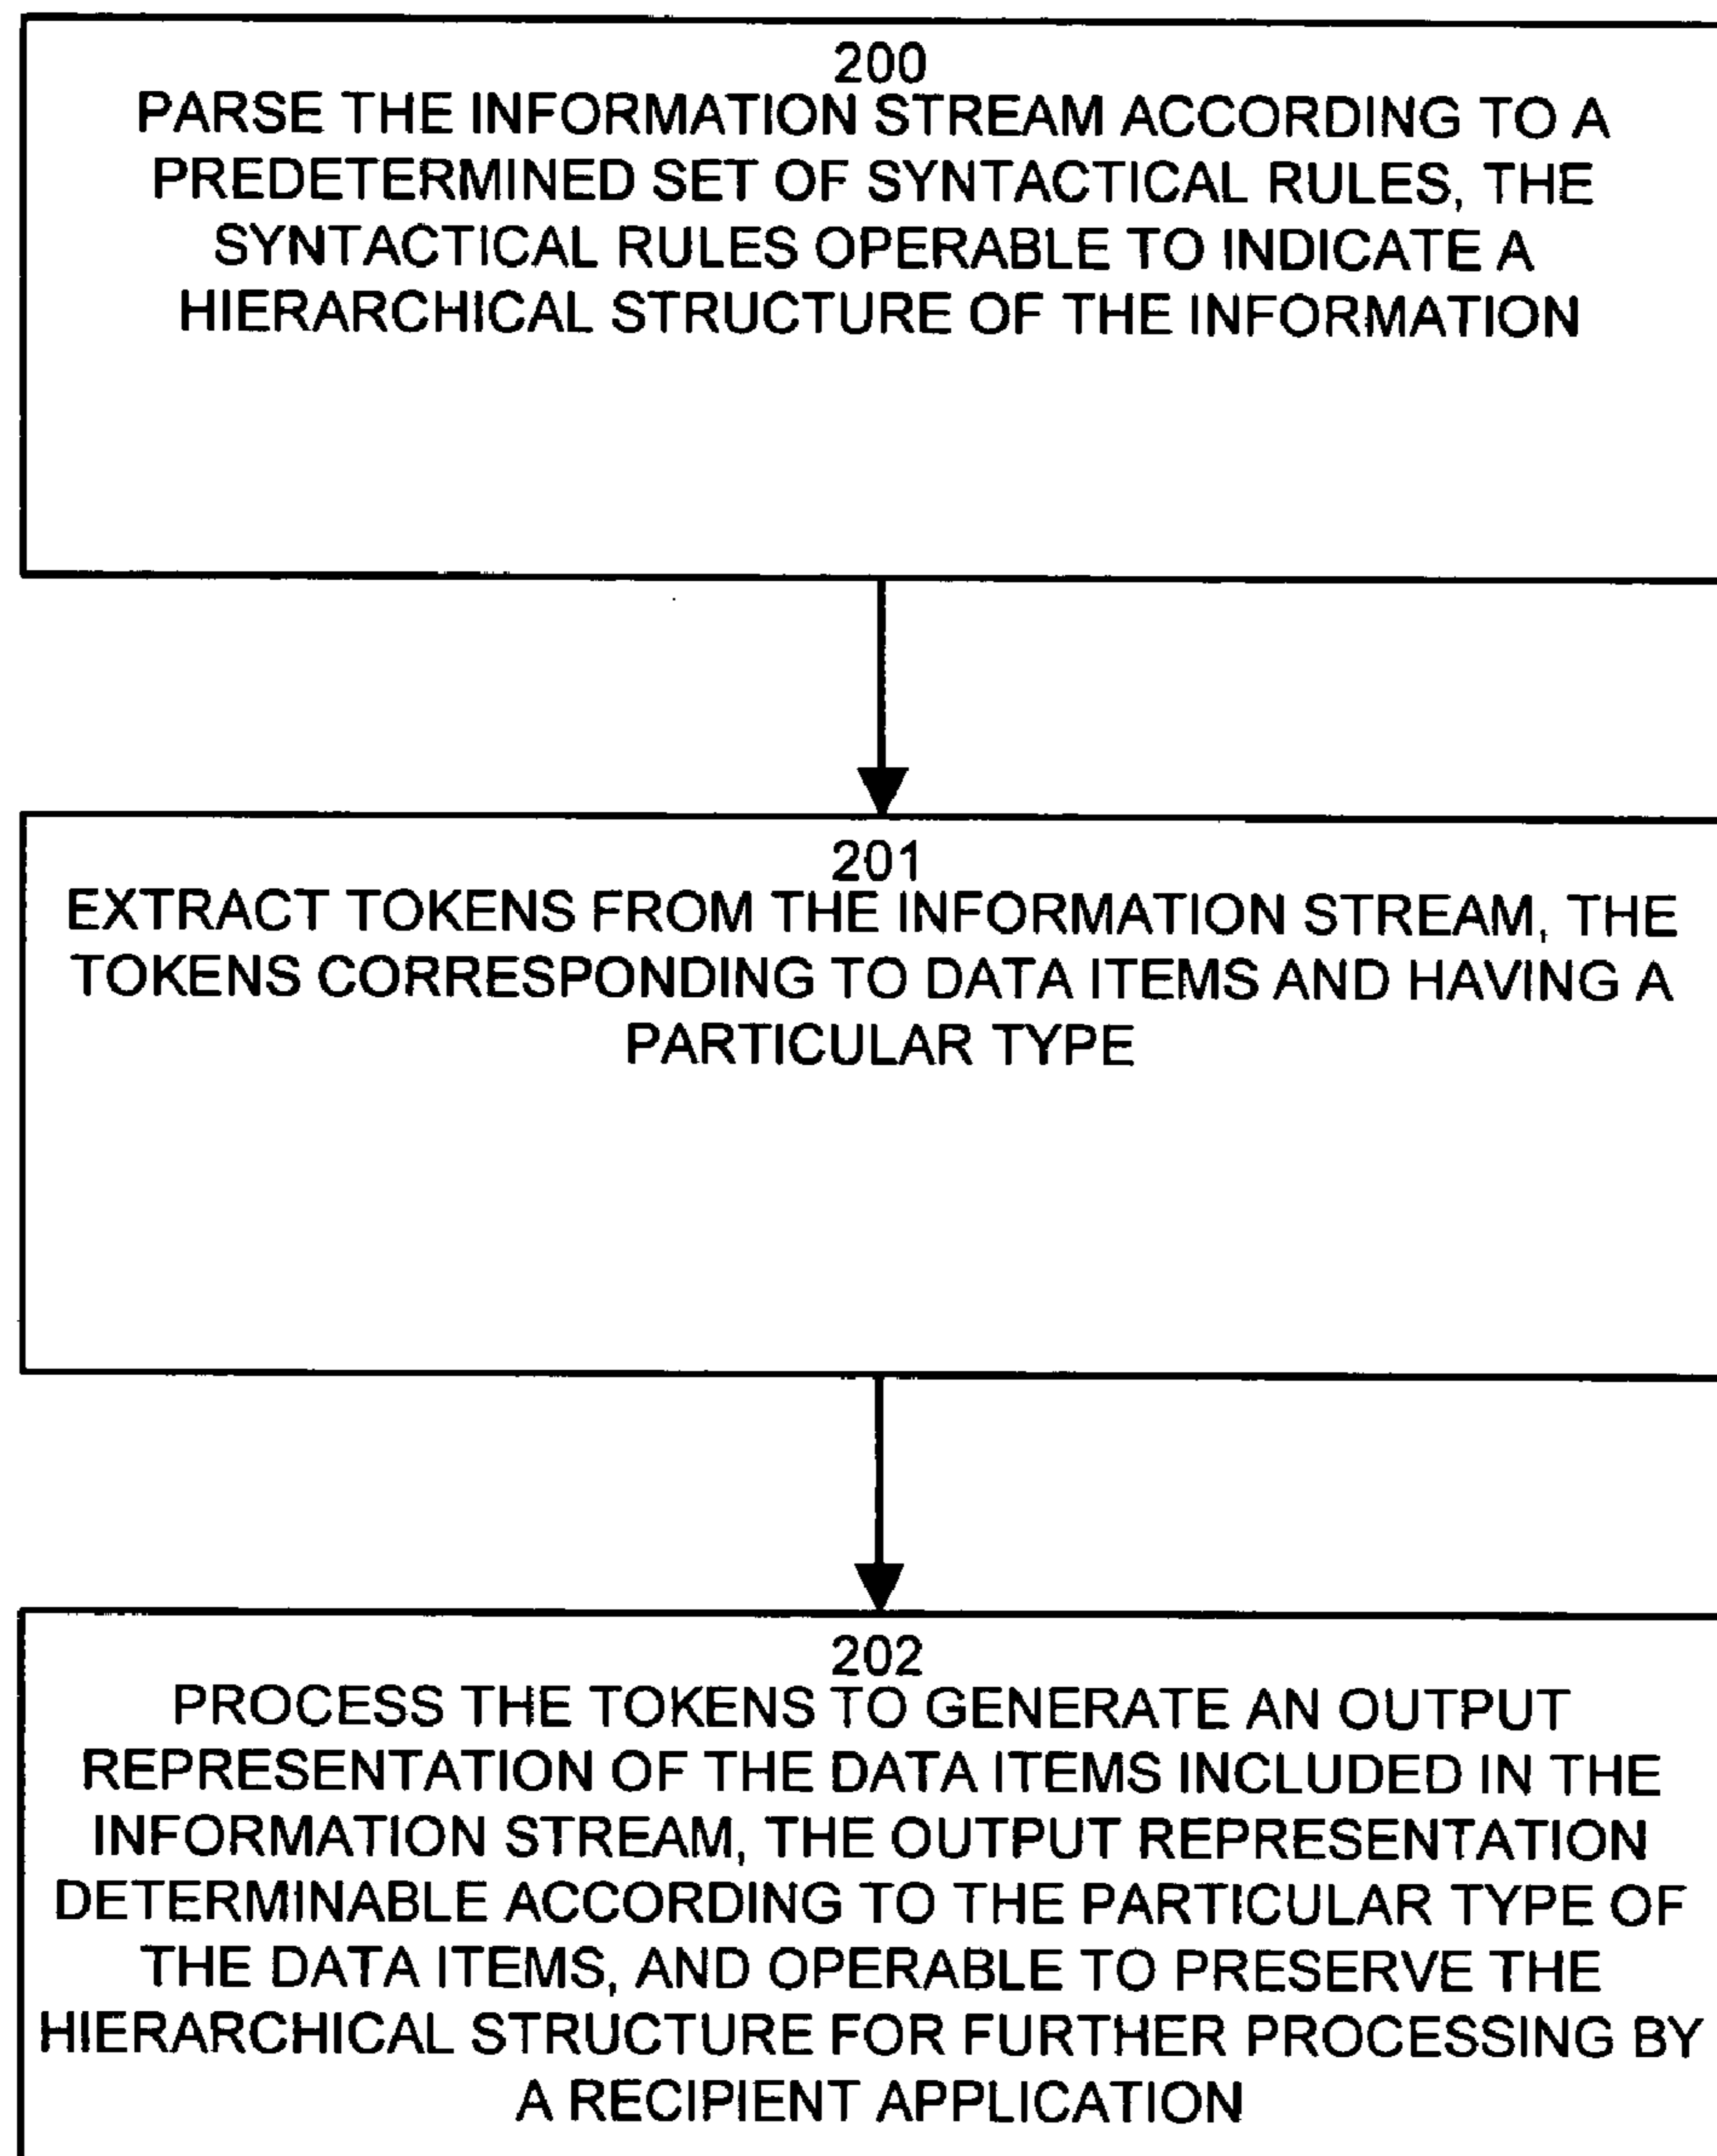 200
PARSE THE INFORMATION STREAM ACCORDING TO A
PREDETERMINED SET OF SYNTACTICAL RULES, THE
SYNTACTICAL RULES OPERABLE TO INDICATE A
HIERARCHICAL STRUCTURE OF THE INFORMATION
201
EXTRACT TOKENS FROM THE INFORMATION STREAM, THE
TOKENS CORRESPONDING TO DATA ITEMS AND HAVING A
PARTICULAR TYPE
202
PROCESS THE TOKENS TO GENERATE AN OUTPUT
REPRESENTATION OF THE DATA ITEMS INCLUDED IN THE
INFORMATION STREAM, THE OUTPUT REPRESENTATION
DETERMINABLE ACCORDING TO THE PARTICULAR TYPE OF
THE DATA ITEMS, AND OPERABLE TO PRESERVE THE
HIERARCHICAL STRUCTURE FOR FURTHER PROCESSING BY
A RECIPIENT APPLICATION